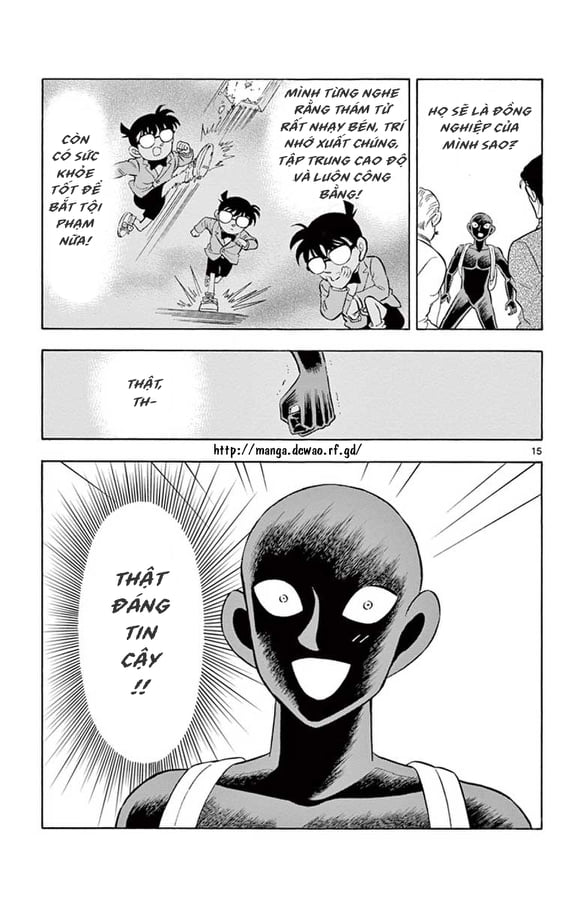 HỌ SẼ LÀ ĐỒNG
NGHIỆP CỦA
MÌNH SAO?
MÌNH TỪNG NGHE
RẰNG THÁM TỬ
RẤT NHẠY BÉN, TRÍ
NHỚ XUẤT CHÚNG,
TẬP TRUNG CAO ĐỘ
VÀ LUÔN CÔNG
BẰNG!
CÒN
CÓ SỨC
KHỎE
TỐT ĐỂ
BẮT TỘI
PHẠM
NỮA!
THẬT,
TH-
http://manga.dcwao.rf.gd/
15
THẬT
ĐÁNG
TIN
CẬY
!!